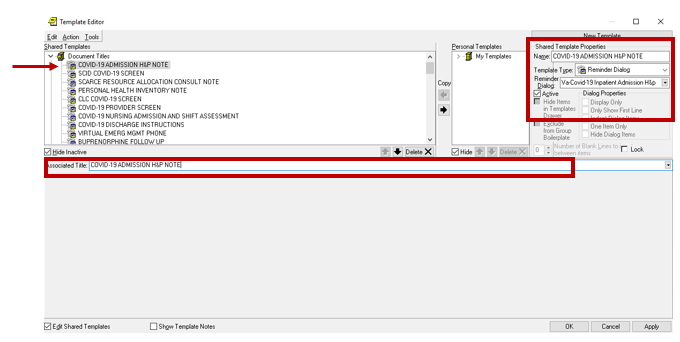 Template Editor
Edit Action Tools
New Template
Shared Templates
Personal Templates
Shared Template Properties
Document Titles
My Templates
Name: COVID-19 ADMISSION H&P NOTE
COVID-19 ADMISSION H&P NOTE
SCID COVID-19 SCREEN
Template Type: Reminder Dialog
SCARCE RESOURCE ALLOCATION CONSULT NOTE
Copy
Reminder Dialog: Va-Covid-19 Inpatient Admission H&p
PERSONAL HEALTH INVENTORY NOTE
CLC COVID-19 SCREEN
Active
Dialog Properties
COVID-19 PROVIDER SCREEN
Hide Items in Templates Drawer
Display Only
COVID-19 NURSING ADMISSION AND SHIFT ASSESSMENT
Only Show First Line
COVID-19 DISCHARGE INSTRUCTIONS
Indent Dialog Items
VIRTUAL EMERG MGMT PHONE
Exclude from Group Boilerplate
One Item Only
BUPRENORPHINE FOLLOW UP
Hide Dialog Items
Hide Inactive
Delete
Hide
Delete
0
Number of Blank Lines to between items
Lock
Associated Title: COVID-19 ADMISSION H&P NOTE
Edit Shared Templates
Show Template Notes
OK
Cancel
Apply